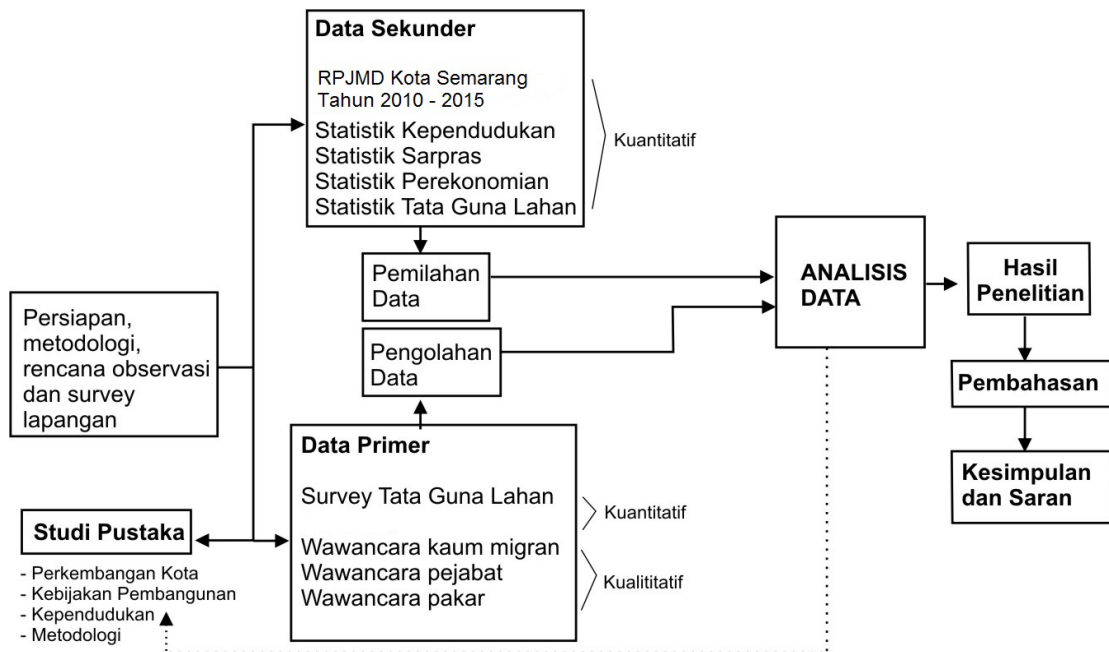 Data Sekunder
RPJMD Kota Semarang
Tahun 2010 - 2015
Statistik Kependudukan
Statistik Sarpras
Statistik Perekonomian
Statistik Tata Guna Lahan
Kuantitatif
Pemilahan
Data
Pengolahan
Data
ANALISIS
DATA
Hasil
Penelitian
Pembahasan
Kesimpulan
dan Saran
Persiapan,
metodologi,
rencana observasi
dan survey
lapangan
Data Primer
Survey Tata Guna Lahan
Kuantitatif
Wawancara kaum migran
Wawancara pejabat
Wawancara pakar
Kualititatif
Studi Pustaka
- Perkembangan Kota
- Kebijakan Pembangunan
- Kependudukan
- Metodologi